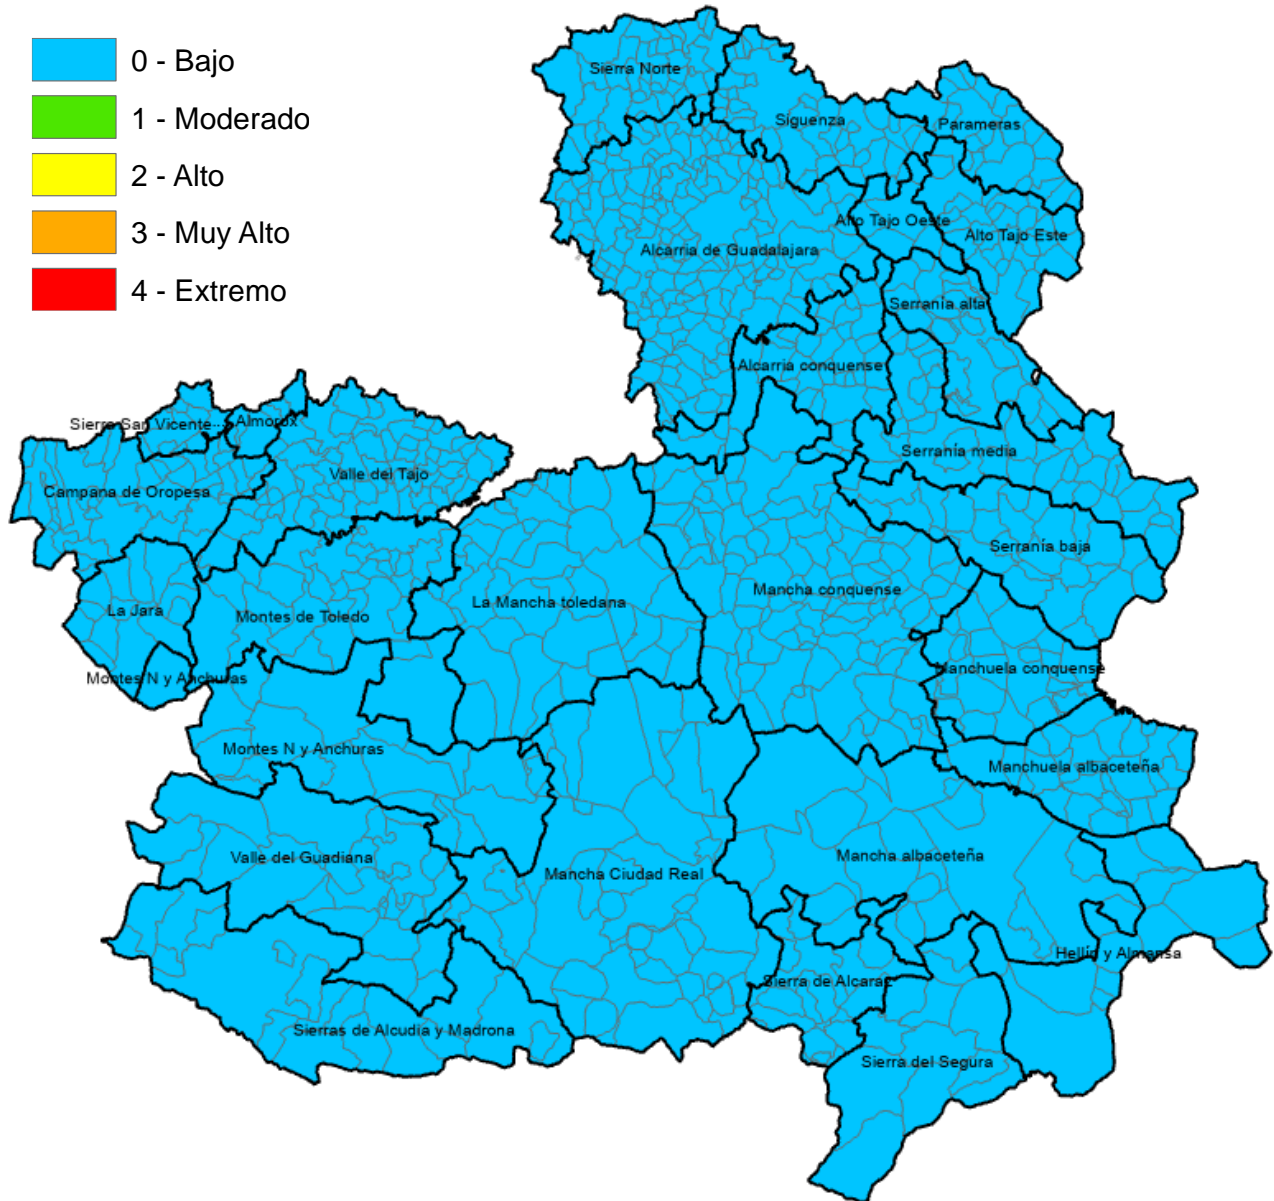 0 - Bajo
1 - Moderado
2 - Alto
3 - Muy Alto
4 - Extremo
Sierra Norte
Siguenza
Parameras
Alto Tajo Oeste
Alto Tajo Este
Alcarria de Guadalajara
Serranía alta
Alcarria conquense
Sierra San Vicente
Almorox
Serranía media
Valle del Tajo
Campana de Oropesa
Serranía baja
Mancha conquense
La Mancha toledana
La Jara
Montes de Toledo
Manchuela conquense
Montes N y Anchuras
Montes N y Anchuras
Manchuela albaceteña
Mancha albaceteña
Valle del Guadiana
Mancha Ciudad Real
Hellín y Almansa
Sierra de Alcaraz
Sierras de Alcudia y Madrona
Sierra del Segura